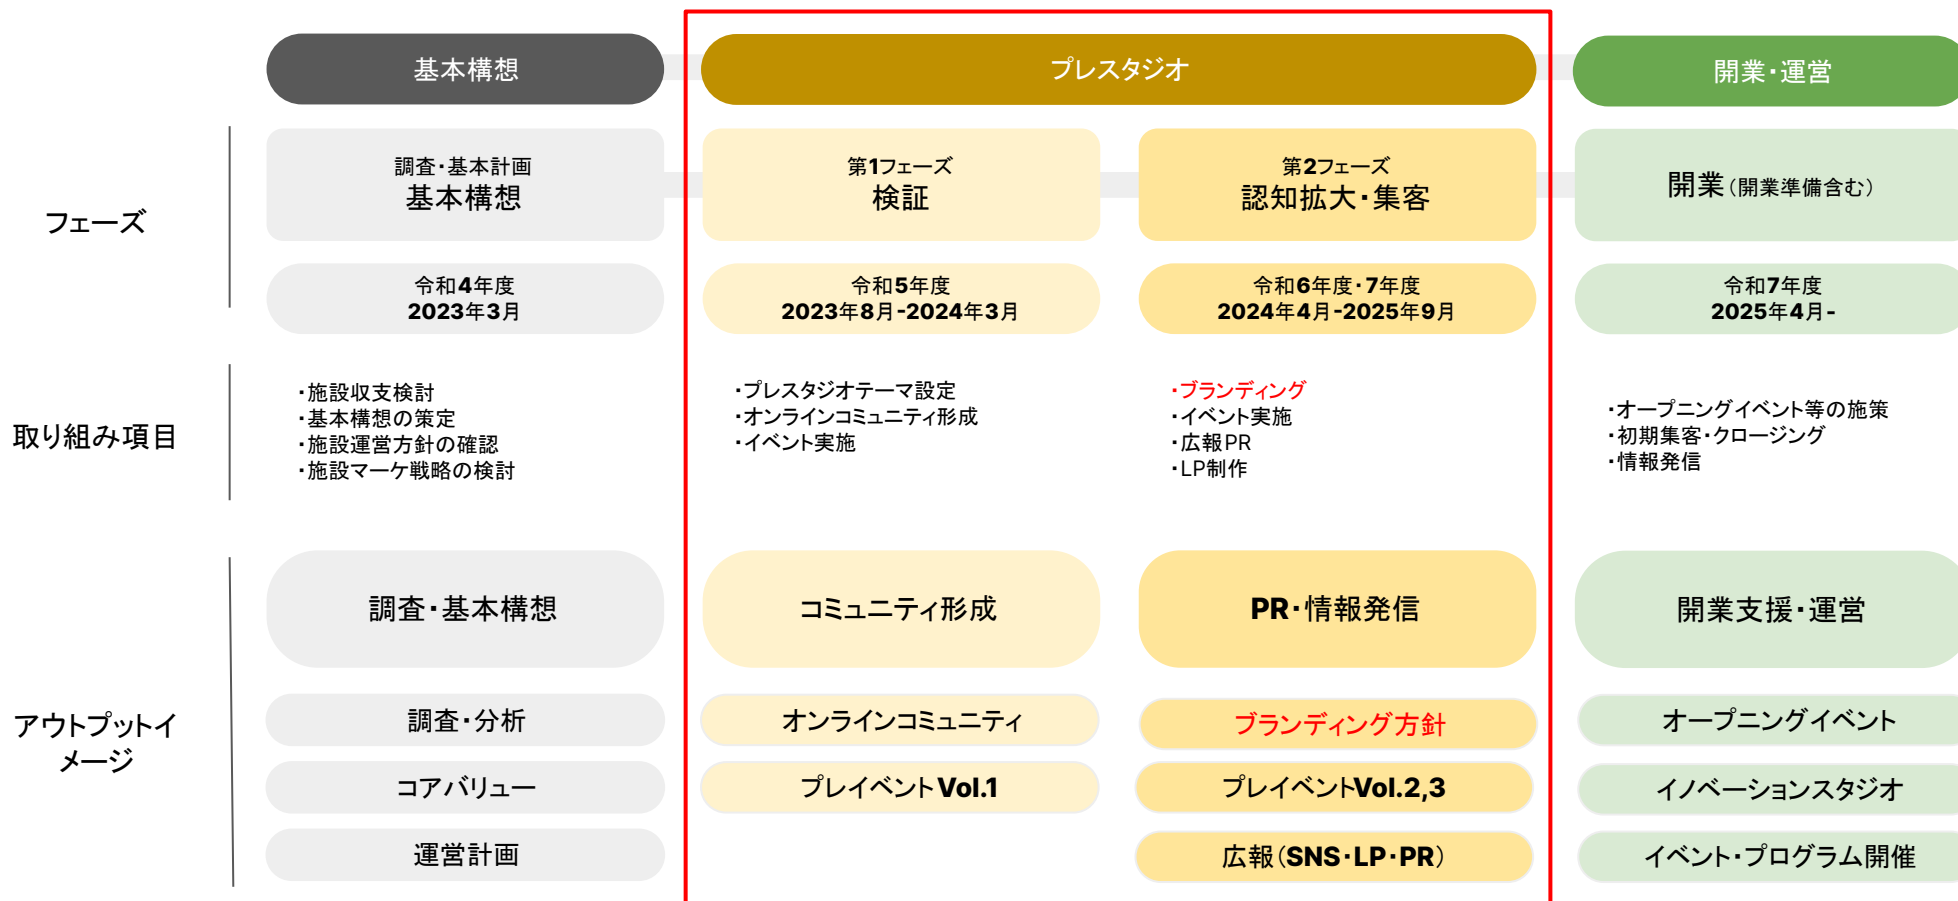 基本構想
プレスタジオ
開業・運営
フェーズ
調査・基本計画
基本構想
第1フェーズ
検証
第2フェーズ
認知拡大・集客
開業（開業準備含む）
令和4年度
2023年3月
令和5年度
2023年8月-2024年3月
令和6年度・7年度
2024年4月-2025年9月
令和7年度
2025年4月-
取り組み項目
・施設収支検討
・基本構想の策定
・施設運営方針の確認
・施設マーケ戦略の検討
・プレスタジオテーマ設定
・オンラインコミュニティ形成
・イベント実施
・ブランディング
・イベント実施
・広報PR
・LP制作
・オープニングイベント等の施策
・初期集客・クロージング
・情報発信
アウトプットイ
メージ
調査・基本構想
コミュニティ形成
PR・情報発信
開業支援・運営
調査・分析
オンラインコミュニティ
ブランディング方針
オープニングイベント
コアバリュー
プレイベントVol.1
プレイベントVol.2,3
イノベーションスタジオ
運営計画
広報（SNS・LP・PR）
イベント・プログラム開催